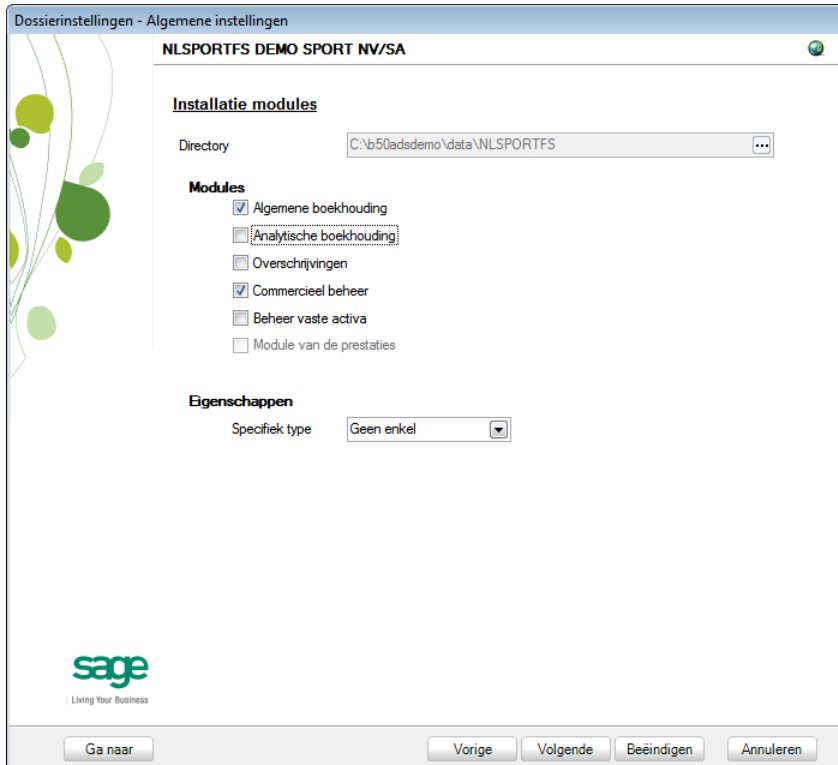 Dossierinstellingen - Algemene instellingen
NLSPORTFS DEMO SPORT NV/SA
Installatie modules
Directory C:\b50adsdemo\data\NLSPORTFS ...
Modules
Algemene boekhouding
Analytische boekhouding
Overschrijvingen
Commercieel beheer
Beheer vaste activa
Module van de prestaties
Eigenschappen
Specifiek type Geen enkel
sage
Living Your Business
Ga naar Vorige Volgende Beëindigen Annuleren